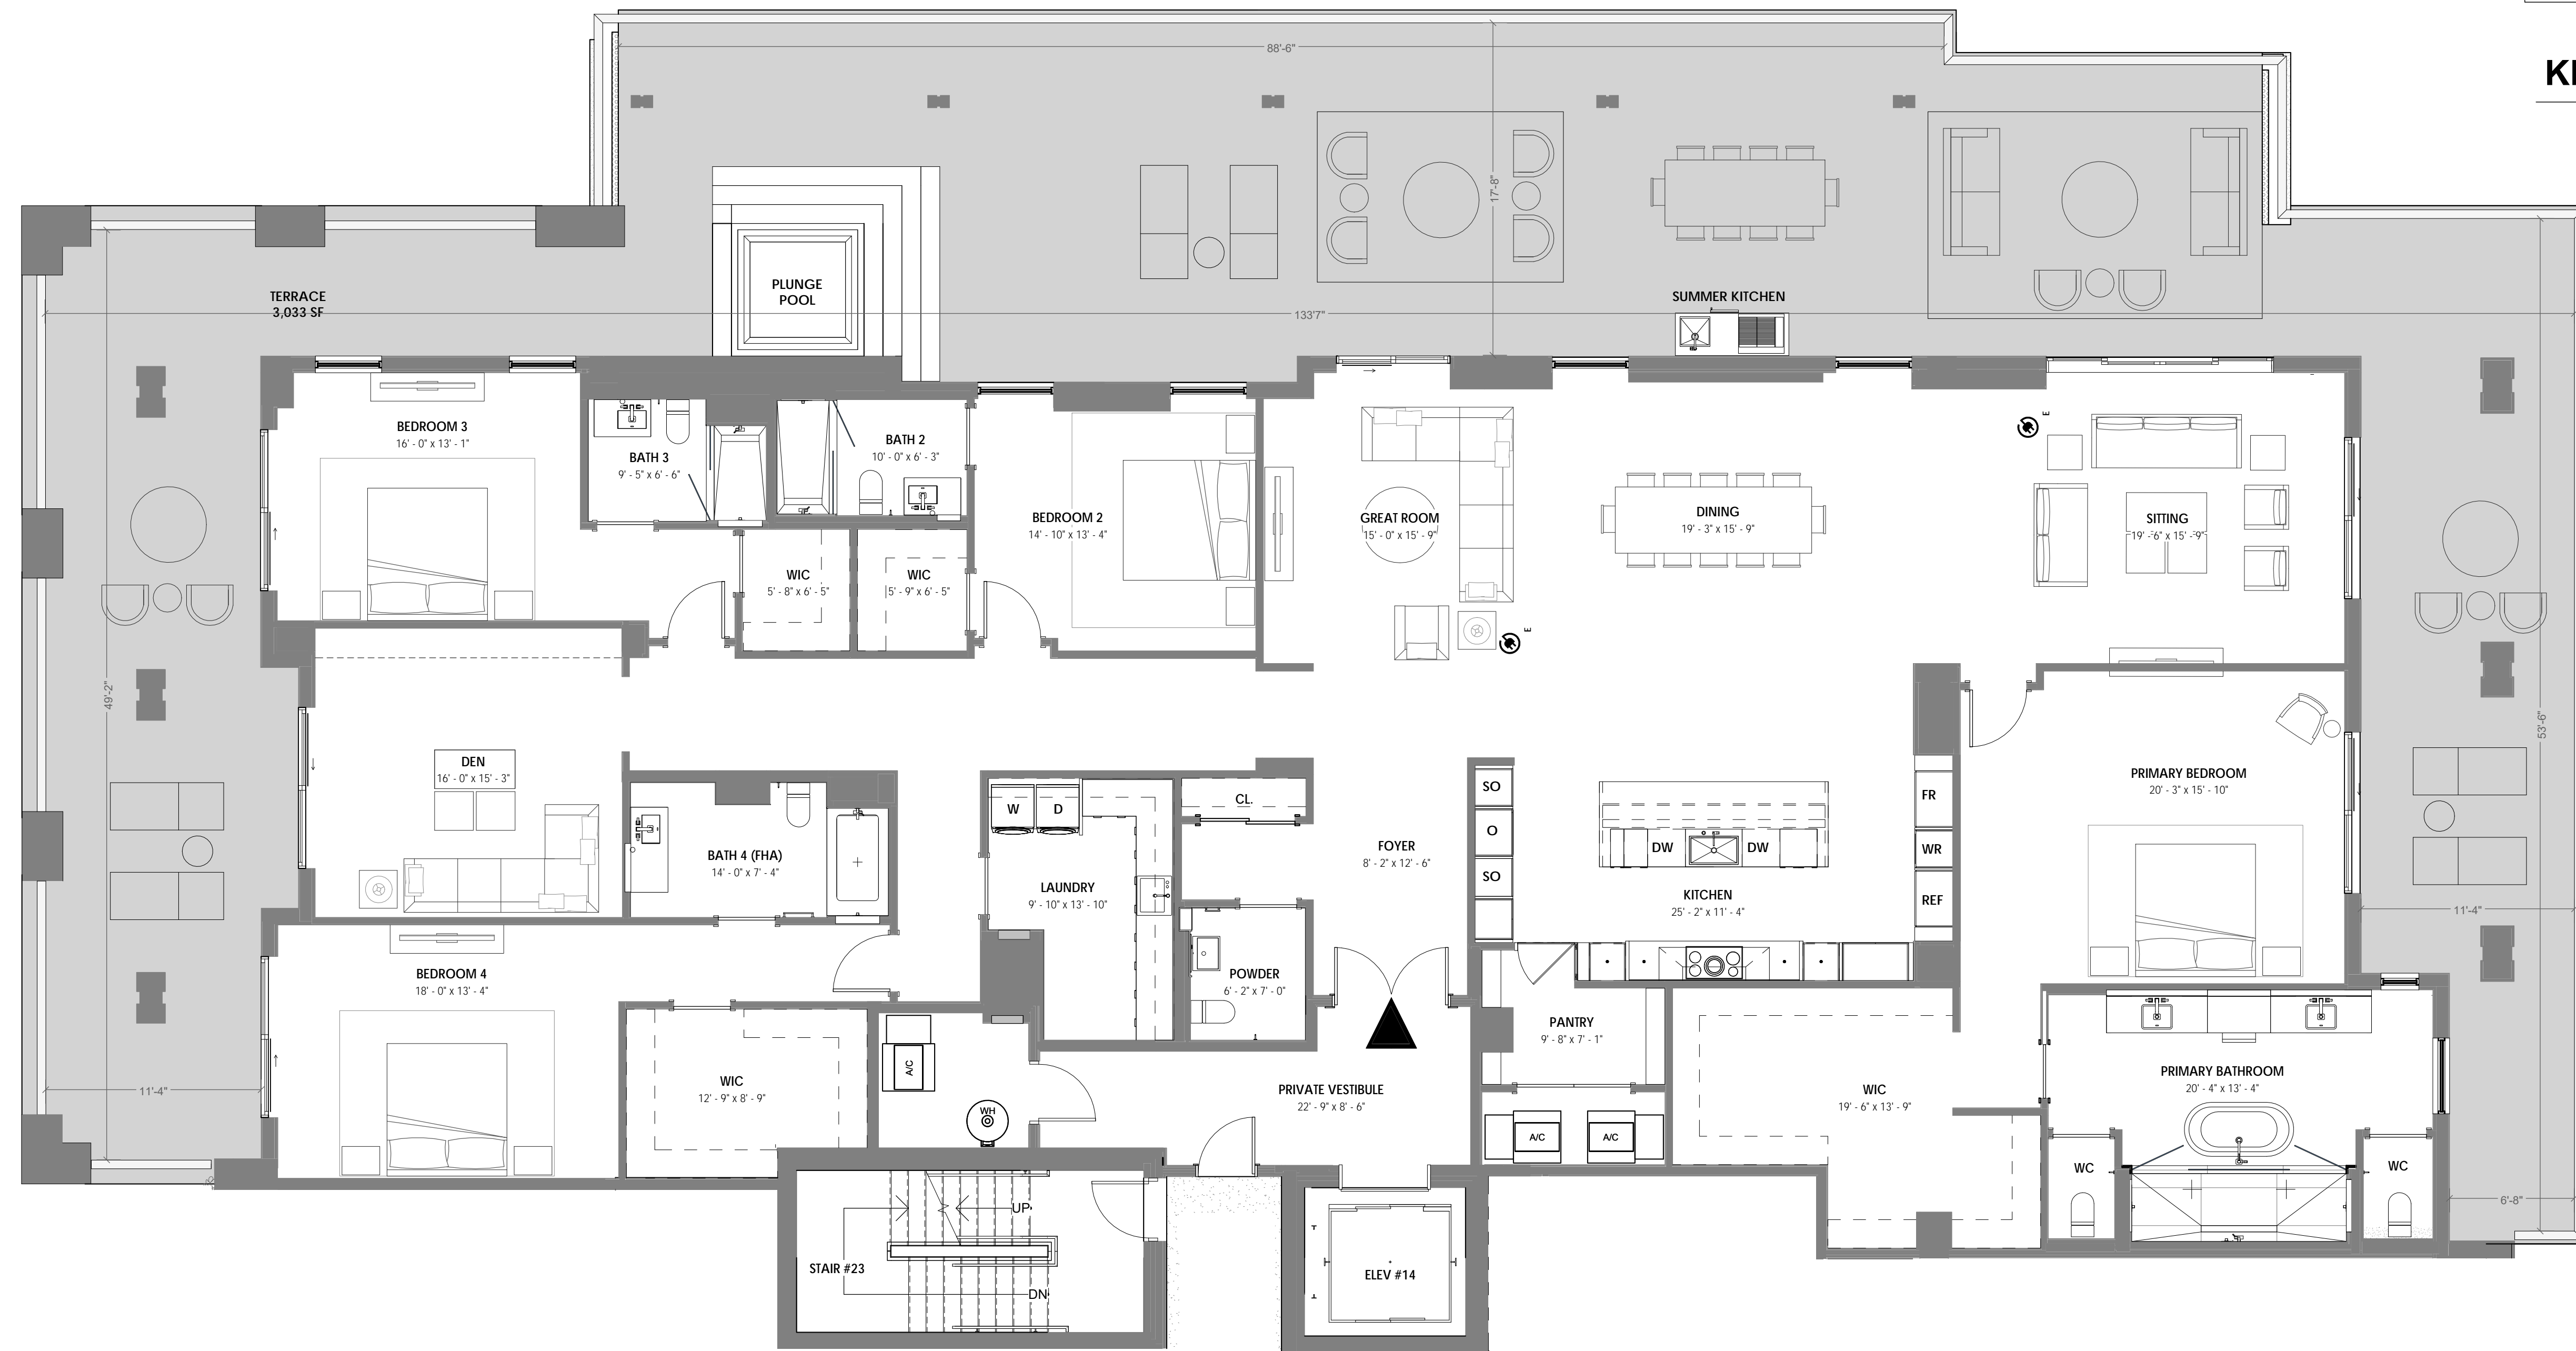 88'-6"
KI
17'-8"
PLUNGE
POOL
TERRACE
3,033 SF
SUMMER KITCHEN
133'7"
BEDROOM 3
16' - 0" x 13' - 1"
BATH 3
9' - 5" x 6' - 6"
BATH 2
10' - 0" x 6' - 3"
BEDROOM 2
14' - 10" x 13' - 4"
GREAT ROOM
15' - 0" x 15' - 9"
DINING
19' - 3" x 15' - 9"
E
SITTING
19' - 6" x 15' - 9"
WIC
5' - 8" x 6' - 5"
WIC
5' - 9" x 6' - 5"
E
49'-2"
53'-6"
DEN
16' - 0" x 15' - 3"
W
D
CL.
SO
O
SO
FR
WR
REF
DW
DW
PRIMARY BEDROOM
20' - 3" x 15' - 10"
BATH 4 (FHA)
14' - 0" x 7' - 4"
FOYER
8' - 2" x 12' - 6"
LAUNDRY
9' - 10" x 13' - 10"
KITCHEN
25' - 2" x 11' - 4"
11'-4"
BEDROOM 4
18' - 0" x 13' - 4"
POWDER
6' - 2" x 7' - 0"
PANTRY
9' - 8" x 7' - 1"
A/C
WH
11'-4"
WIC
12' - 9" x 8' - 9"
PRIVATE VESTIBULE
22' - 9" x 8' - 6"
WIC
19' - 6" x 13' - 9"
PRIMARY BATHROOM
20' - 4" x 13' - 4"
A/C
A/C
WC
WC
6'-8"
UP
STAIR #23
DN
ELEV #14